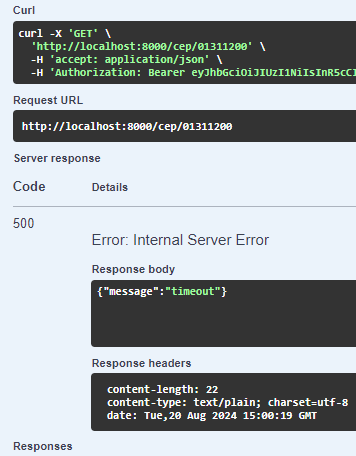 Curl
curl -X 'GET' \
'http://localhost:8000/cep/01311200' \
-H 'accept: application/json' \
-H 'Authorization: Bearer eyJhbGciOiJIUzI1NiIsInR5cCI
Request URL
http://localhost:8000/cep/01311200
Server response
Code Details
500
Error: Internal Server Error
Response body
{"message":"timeout"}
Response headers
content-length: 22
content-type: text/plain; charset=utf-8
date: Tue,20 Aug 2024 15:00:19 GMT
Responses